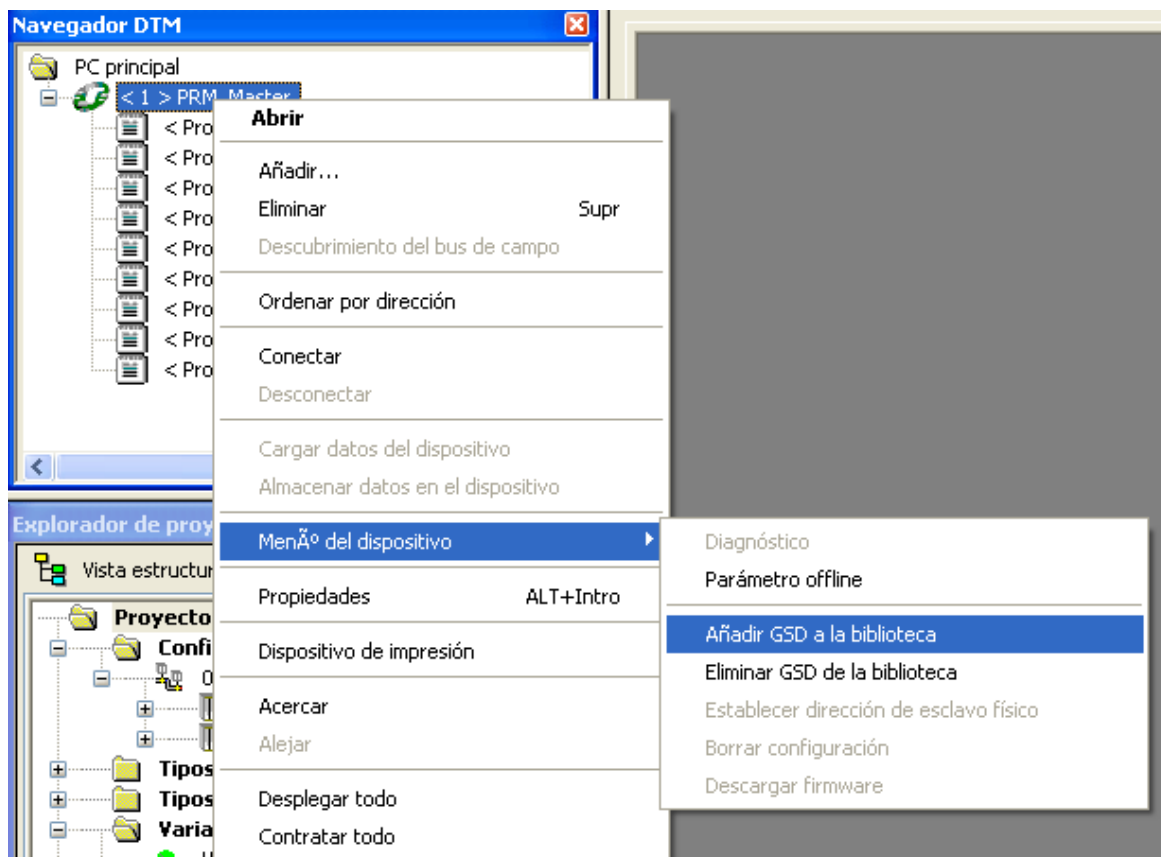 Navegador DTM
PC principal
< 1 > PRM_Master
< Pro
< Pro
< Pro
< Pro
< Pro
< Pro
< Pro
< Pro
< Pro
Abrir
Añadir...
Eliminar Supr
Descubrimiento del bus de campo
Ordenar por dirección
Conectar
Desconectar
Cargar datos del dispositivo
Almacenar datos en el dispositivo
MenÃº del dispositivo
Propiedades ALT+Intro
Dispositivo de impresión
Acercar
Alejar
Desplegar todo
Contratar todo
Diagnóstico
Parámetro offline
Añadir GSD a la biblioteca
Eliminar GSD de la biblioteca
Establecer dirección de esclavo físico
Borrar configuración
Descargar firmware
Explorador de proy
Vista estructur
Proyecto
Confi
0
Tipos
Tipos
Varia